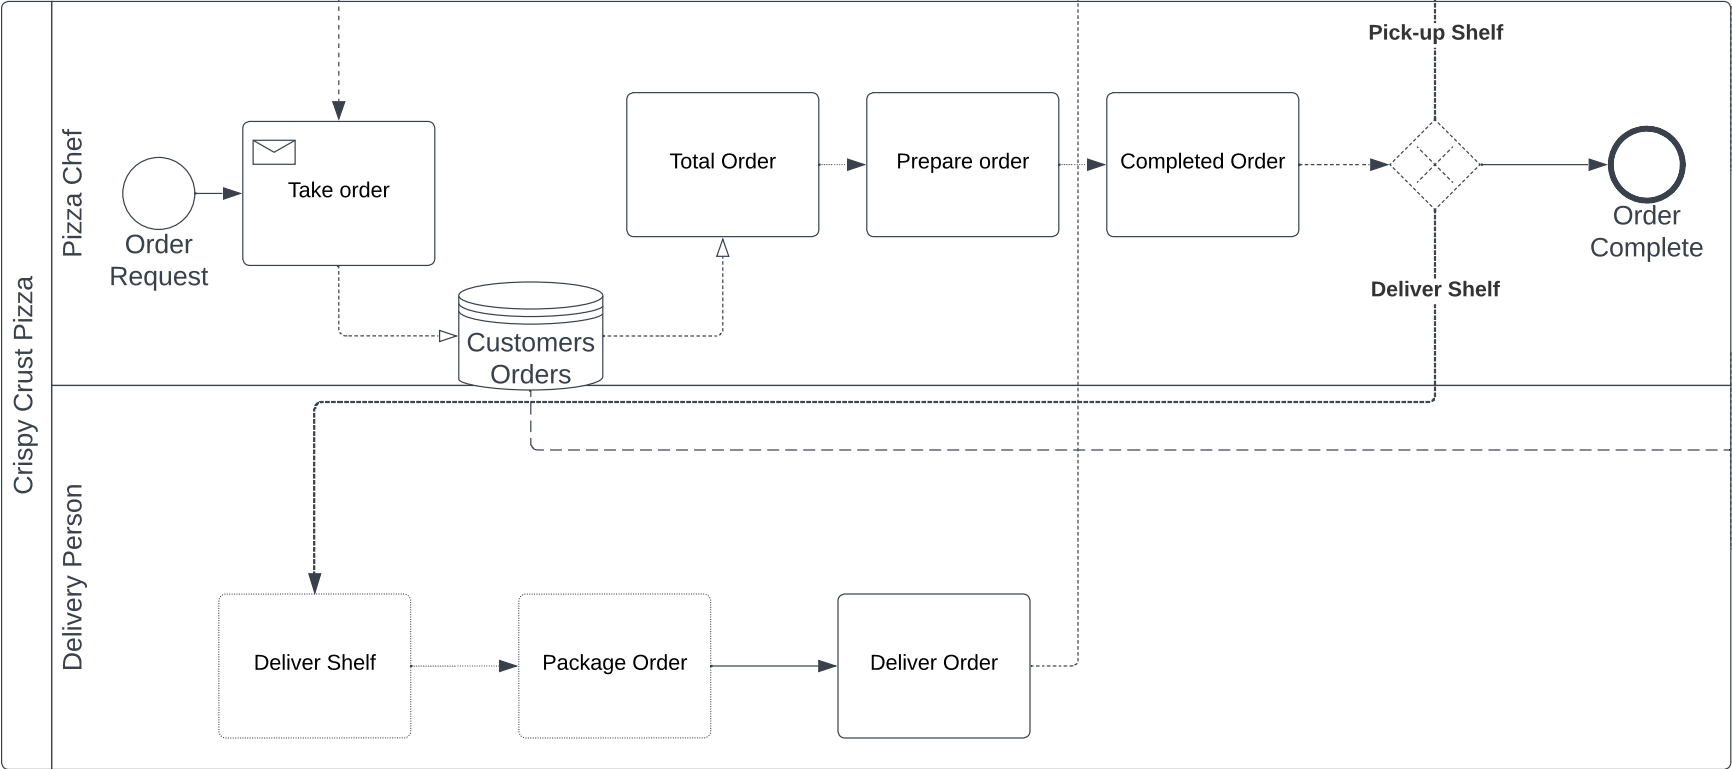 Crispy Crust Pizza
Pizza Chef
Pick-up Shelf
Order
Request
Take order
Total Order
Prepare order
Completed Order
Order
Complete
Deliver Shelf
Customers
Orders
Delivery Person
Deliver Shelf
Package Order
Deliver Order